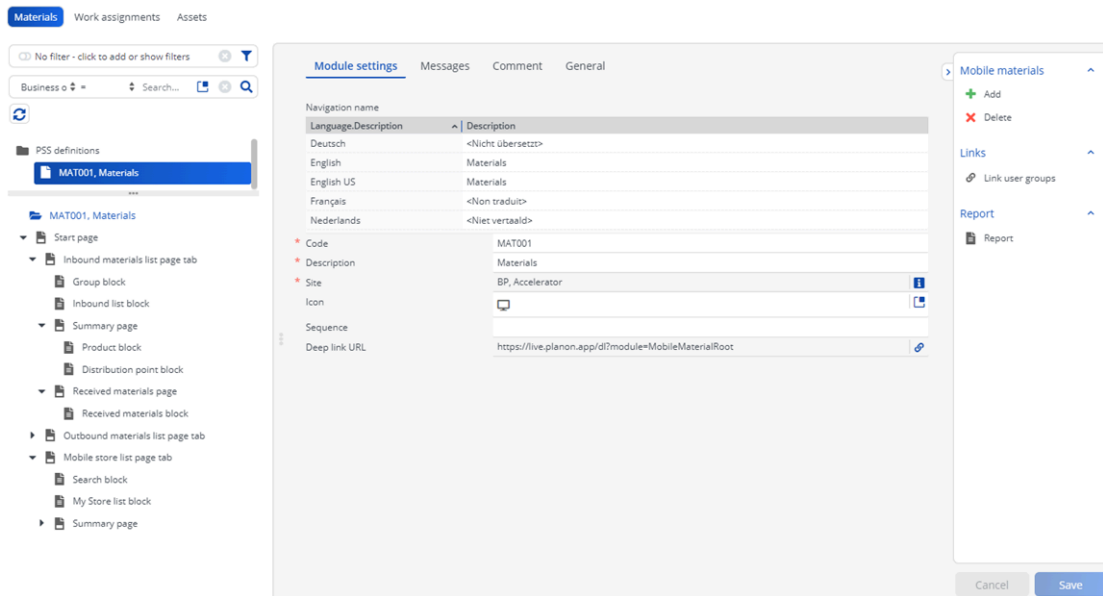 Materials Work assignments Assets
No filter - click to add or show filters
Business o = Search...
PSS definitions
MAT001, Materials
MAT001, Materials
Start page
Inbound materials list page tab
Group block
Inbound list block
Summary page
Product block
Distribution point block
Received materials page
Received materials block
Outbound materials list page tab
Mobile store list page tab
Search block
My Store list block
Summary page
Module settings Messages Comment General
Navigation name
Language.Description Description
Deutsch <Nicht übersetzt>
English Materials
English US Materials
Français <Non traduit>
Nederlands <Niet vertaald>
* Code MAT001
* Description Materials
* Site BP, Accelerator
Icon
Sequence
Deep link URL https://live.planon.app/dl?module=MobileMaterialRoot
Mobile materials
Add
Delete
Links
Link user groups
Report
Report
Cancel Save